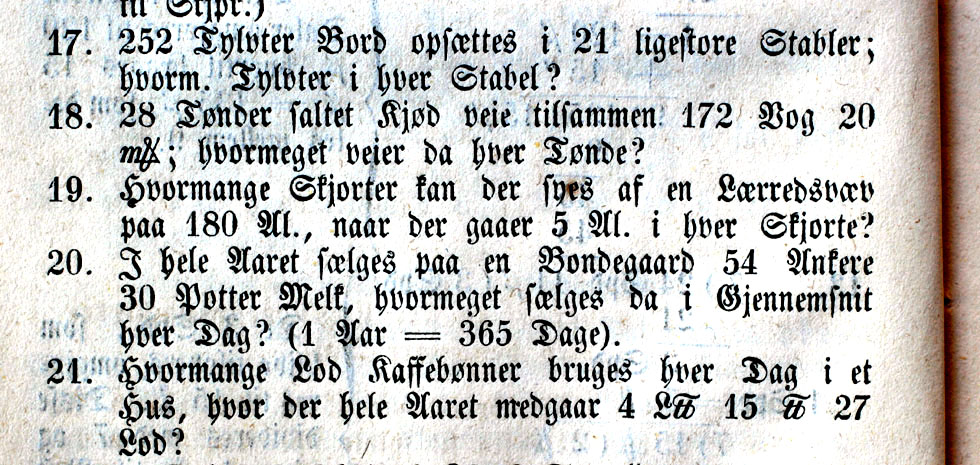 17. 252 Tylvter Bord opsættes i 21 ligestore Stabler;
hvorm. Tylvter i hver Stabel?
18. 28 Tønder saltet Kjød veie tilsammen 172 Vog 20
m℔; hvormeget veier da hver Tønde?
19. Hvormange Skjorter kan der syes af en Lærredsvæv
paa 180 Al., naar der gaaer 5 Al. i hver Skjorte?
20. I hele Aaret sælges paa en Bondegaard 54 Ankere
30 Potter Melk, hvormeget sælges da i Gjennemsnit
hver Dag? (1 Aar = 365 Dage).
21. Hvormange Lod Kaffebønner bruges hver Dag i et
Hus, hvor der hele Aaret medgaar 4 L℔ 15 ℔ 27
Lod?